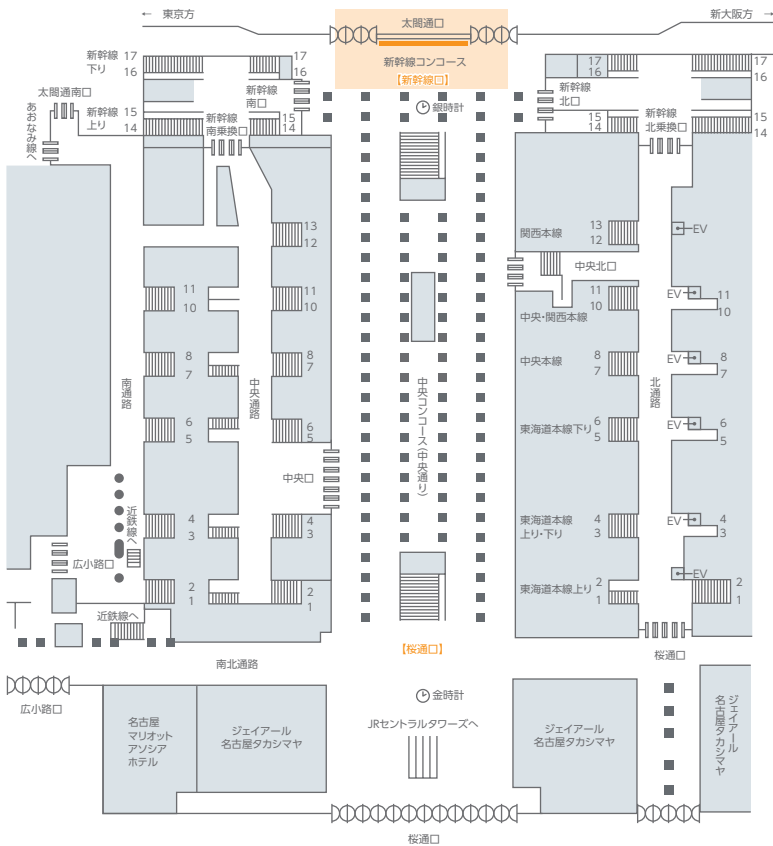 ← 東京方
新大阪方 →
太閤通口
新幹線コンコース
【新幹線口】
銀時計
新幹線
下り
17
16
17
16
新幹線
南口
太閤通南口
あおなみ線へ
新幹線
上り
15
14
新幹線
南乗換口
15
14
17
16
新幹線
北口
15
14
新幹線
北乗換口
17
16
15
14
13
12
11
10
11
10
8
7
8
7
南通路
中央通路
6
5
6
5
中央口
近鉄線へ
4
3
4
3
広小路口
2
1
2
1
近鉄線へ
中央コンコース(中央通り)
関西本線
13
12
EV
中央北口
11
10
中央・関西本線
EV
11
10
中央本線
8
7
EV
8
7
北通路
東海道本線下り
6
5
EV
6
5
東海道本線
上り・下り
4
3
EV
4
3
東海道本線上り
2
1
EV
2
1
【桜通口】
桜通口
南北通路
広小路口
金時計
JRセントラルタワーズへ
名古屋
マリオット
アソシア
ホテル
ジェイアール
名古屋タカシマヤ
ジェイアール
名古屋タカシマヤ
ジェイアール
名古屋タカシマヤ
桜通口